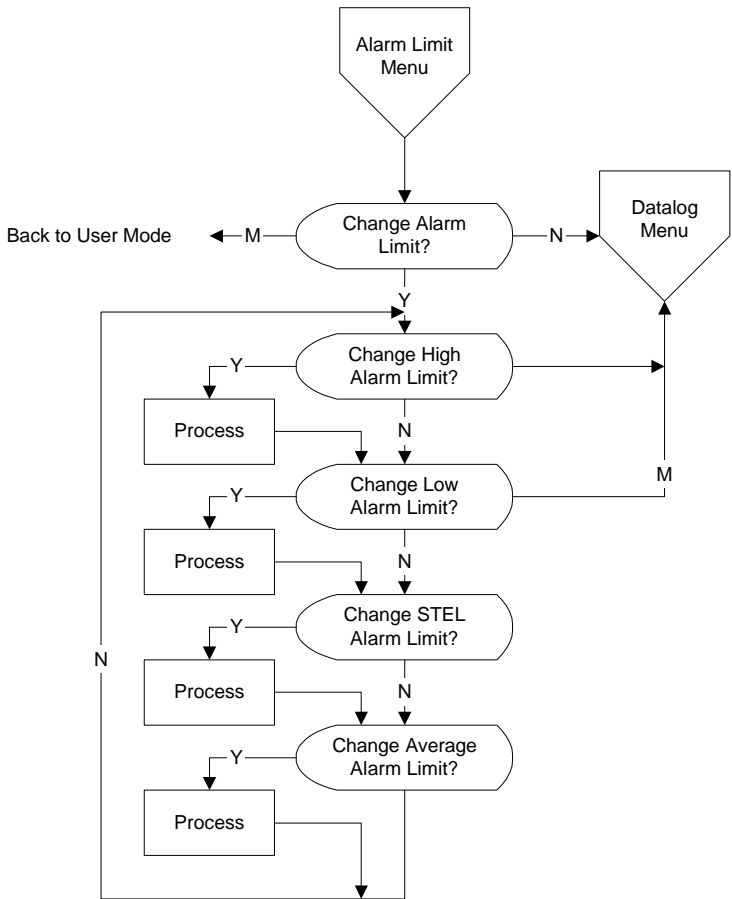 Alarm Limit
Menu
Datalog
Menu
Back to User Mode
M
Change Alarm
Limit?
N
Y
Change High
Alarm Limit?
Y
Process
N
M
Change Low
Alarm Limit?
Y
Process
N
Change STEL
Alarm Limit?
Y
N
Process
N
Change Average
Alarm Limit?
Y
Process